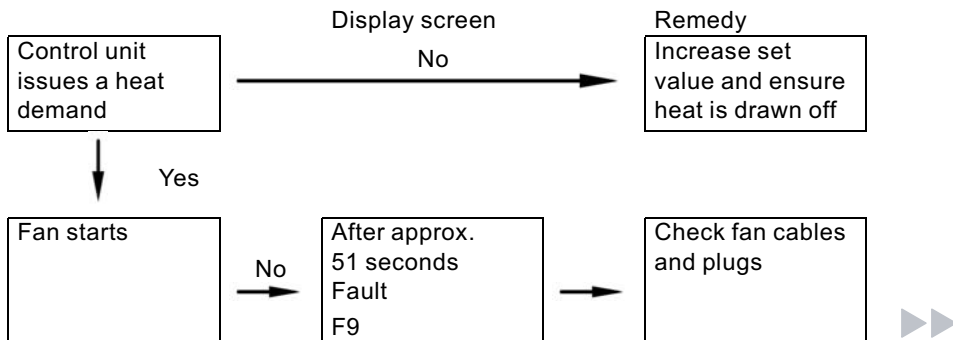 Display screen
Remedy
Control unit
issues a heat
demand
No
Increase set
value and ensure
heat is drawn off
Yes
Fan starts
No
After approx.
51 seconds
Fault
F9
Check fan cables
and plugs